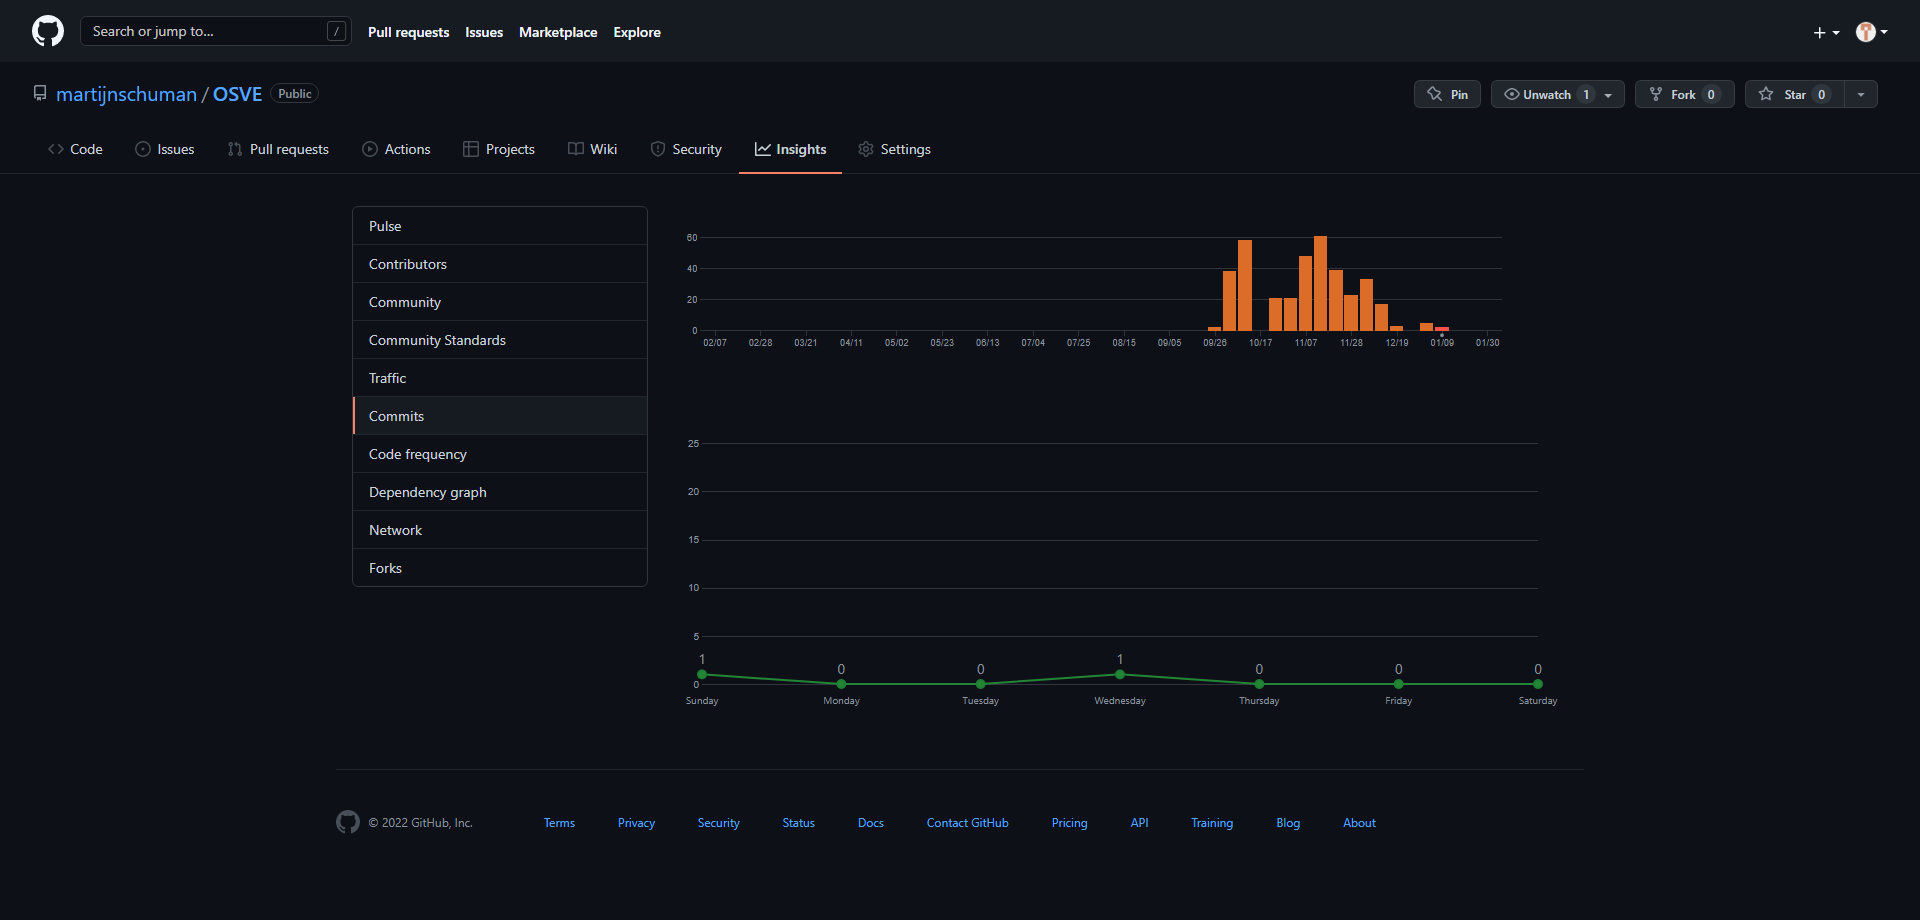 Search or jump to... /
Pull requests Issues Marketplace Explore
martijnschuman / OSVE Public
Pin Unwatch 1 Fork 0 Star 0
Code Issues Pull requests Actions Projects Wiki Security Insights Settings
Pulse
Contributors
Community
Community Standards
Traffic
Commits
Code frequency
Dependency graph
Network
Forks
60
40
20
0
02/07 02/28 03/21 04/11 05/02 05/23 06/13 07/04 07/25 08/15 09/05 09/26 10/17 11/07 11/28 12/19 01/09 01/30
25
20
15
10
5
0
1 0 0 1 0 0 0
Sunday Monday Tuesday Wednesday Thursday Friday Saturday
© 2022 GitHub, Inc. Terms Privacy Security Status Docs Contact GitHub Pricing API Training Blog About